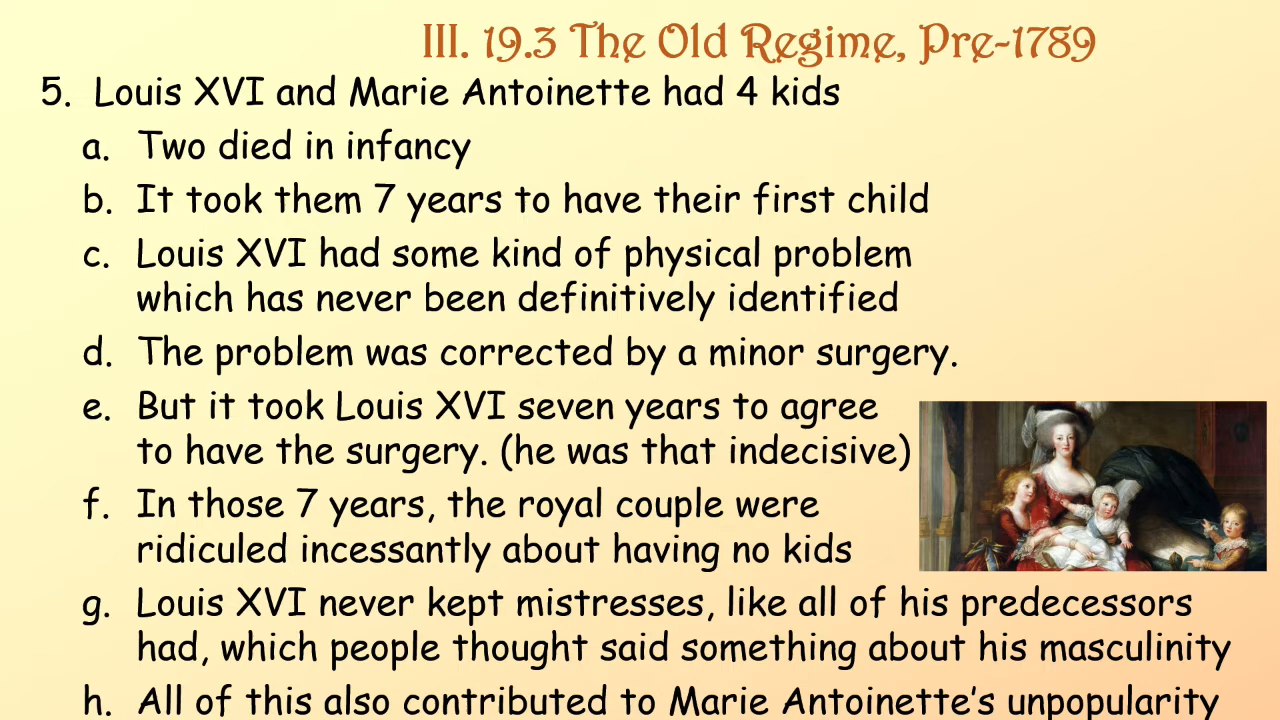 III. 19.3 The Old Regime, Pre-1789
5. Louis XVI and Marie Antoinette had 4 kids
a. Two died in infancy
b. It took them 7 years to have their first child
c. Louis XVI had some kind of physical problem
which has never been definitively identified
d. The problem was corrected by a minor surgery.
e. But it took Louis XVI seven years to agree
to have the surgery. (he was that indecisive)
f. In those 7 years, the royal couple were
ridiculed incessantly about having no kids
g. Louis XVI never kept mistresses, like all of his predecessors
had, which people thought said something about his masculinity
h. All of this also contributed to Marie Antoinette’s unpopularity